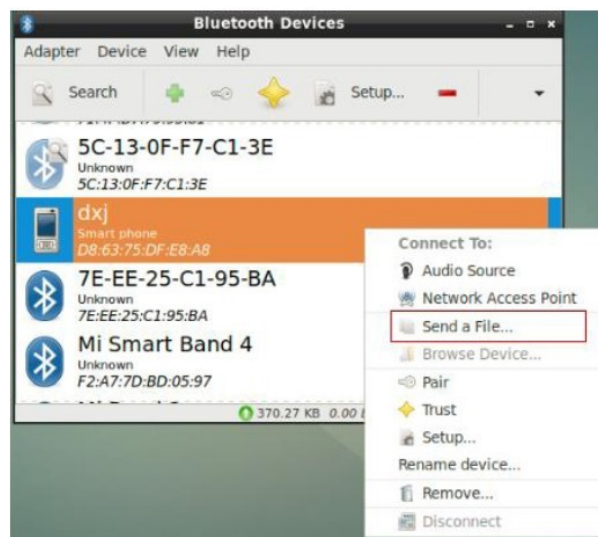 Bluetooth Devices
Adapter Device View Help
Search Setup...
5C-13-0F-F7-C1-3E
Unknown
5C:13:0F:F7:C1:3E
dxj
Smart phone
D8:63:75:DF:E8:A8
7E-EE-25-C1-95-BA
Unknown
7E:EE:25:C1:95:BA
Mi Smart Band 4
Unknown
F2:A7:7D:BD:05:97
370.27 KB 0.00
Connect To:
Audio Source
Network Access Point
Send a File...
Browse Device...
Pair
Trust
Setup...
Rename device...
Remove...
Disconnect